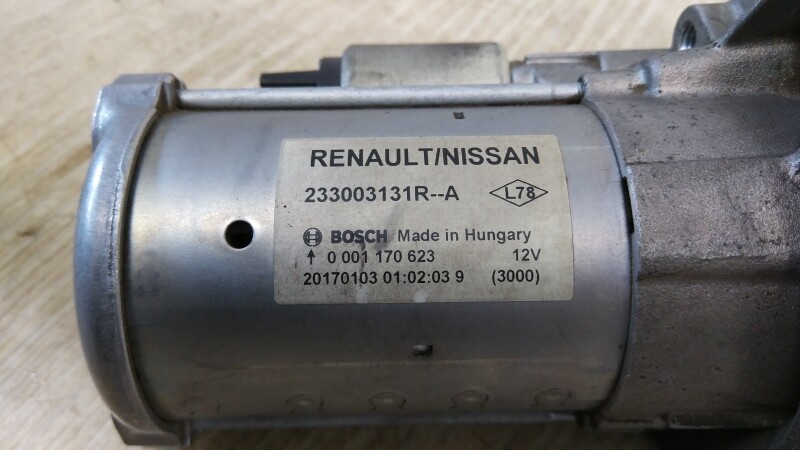 RENAULT/NISSAN
233003131R--A L78
BOSCH Made in Hungary
↑ 0 001 170 623 12V
20170103 01:02:03 9 (3000)